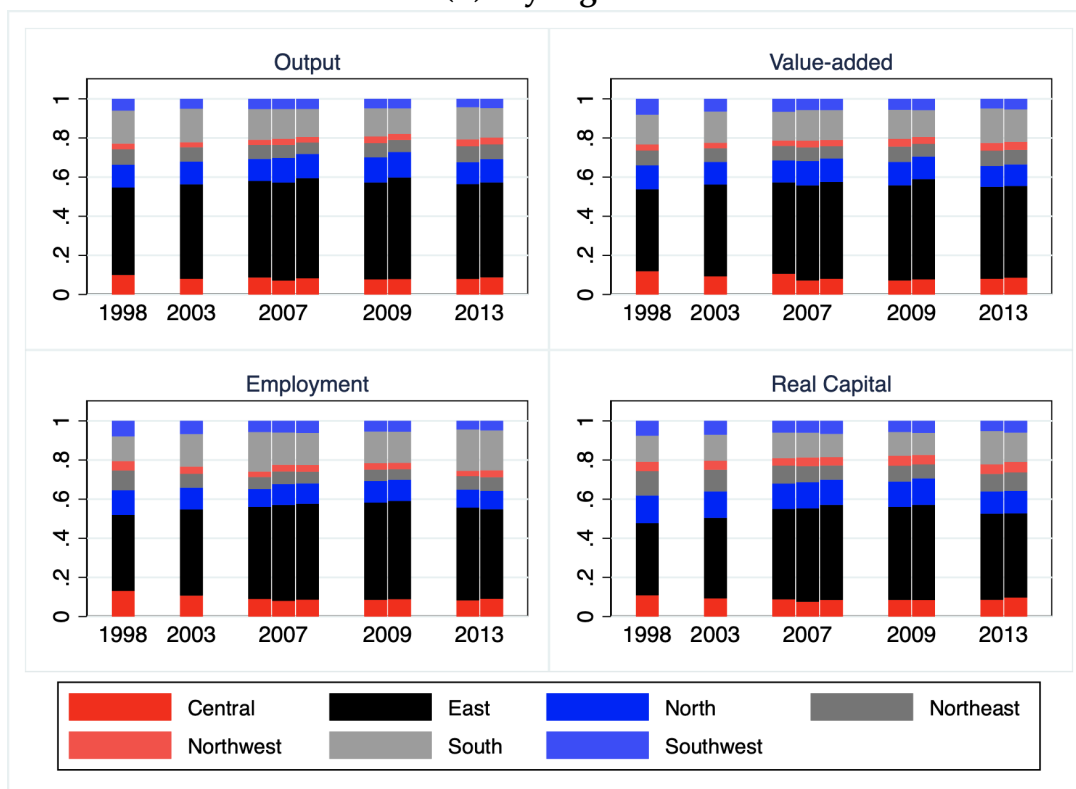 Output
1
.8
.6
.4
.2
0
1998 2003 2007 2009 2013
Value-added
1
.8
.6
.4
.2
0
1998 2003 2007 2009 2013
Employment
1
.8
.6
.4
.2
0
1998 2003 2007 2009 2013
Real Capital
1
.8
.6
.4
.2
0
1998 2003 2007 2009 2013
Central East North Northeast
Northwest South Southwest